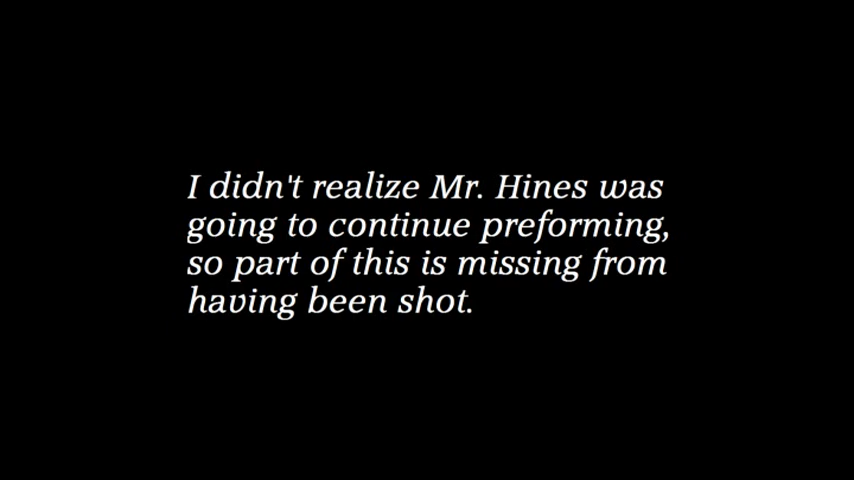 I didn't realize Mr. Hines was
going to continue preforming,
so part of this is missing from
having been shot.